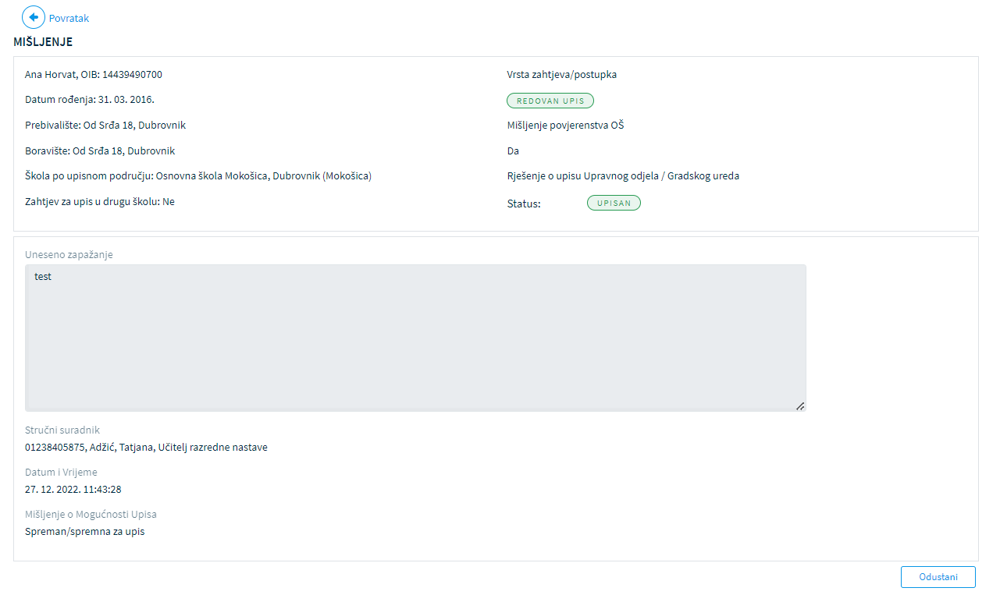 Povratak
MIŠLJENJE
Ana Horvat, OIB: 14439490700
Datum rođenja: 31. 03. 2016.
Prebivalište: Od Srđa 18, Dubrovnik
Boravište: Od Srđa 18, Dubrovnik
Škola po upisnom području: Osnovna škola Mokošica, Dubrovnik (Mokošica)
Zahtjev za upis u drugu školu: Ne
Vrsta zahtjeva/postupka
REDOVAN UPIS
Mišljenje povjerenstva OŠ
Da
Rješenje o upisu Upravnog odjela / Gradskog ureda
Status: UPISAN
Uneseno zapažanje
test
Stručni suradnik
01238405875, Adžić, Tatjana, Učitelj razredne nastave
Datum i Vrijeme
27. 12. 2022. 11:43:28
Mišljenje o Mogućnosti Upisa
Spreman/spremna za upis
Odustani